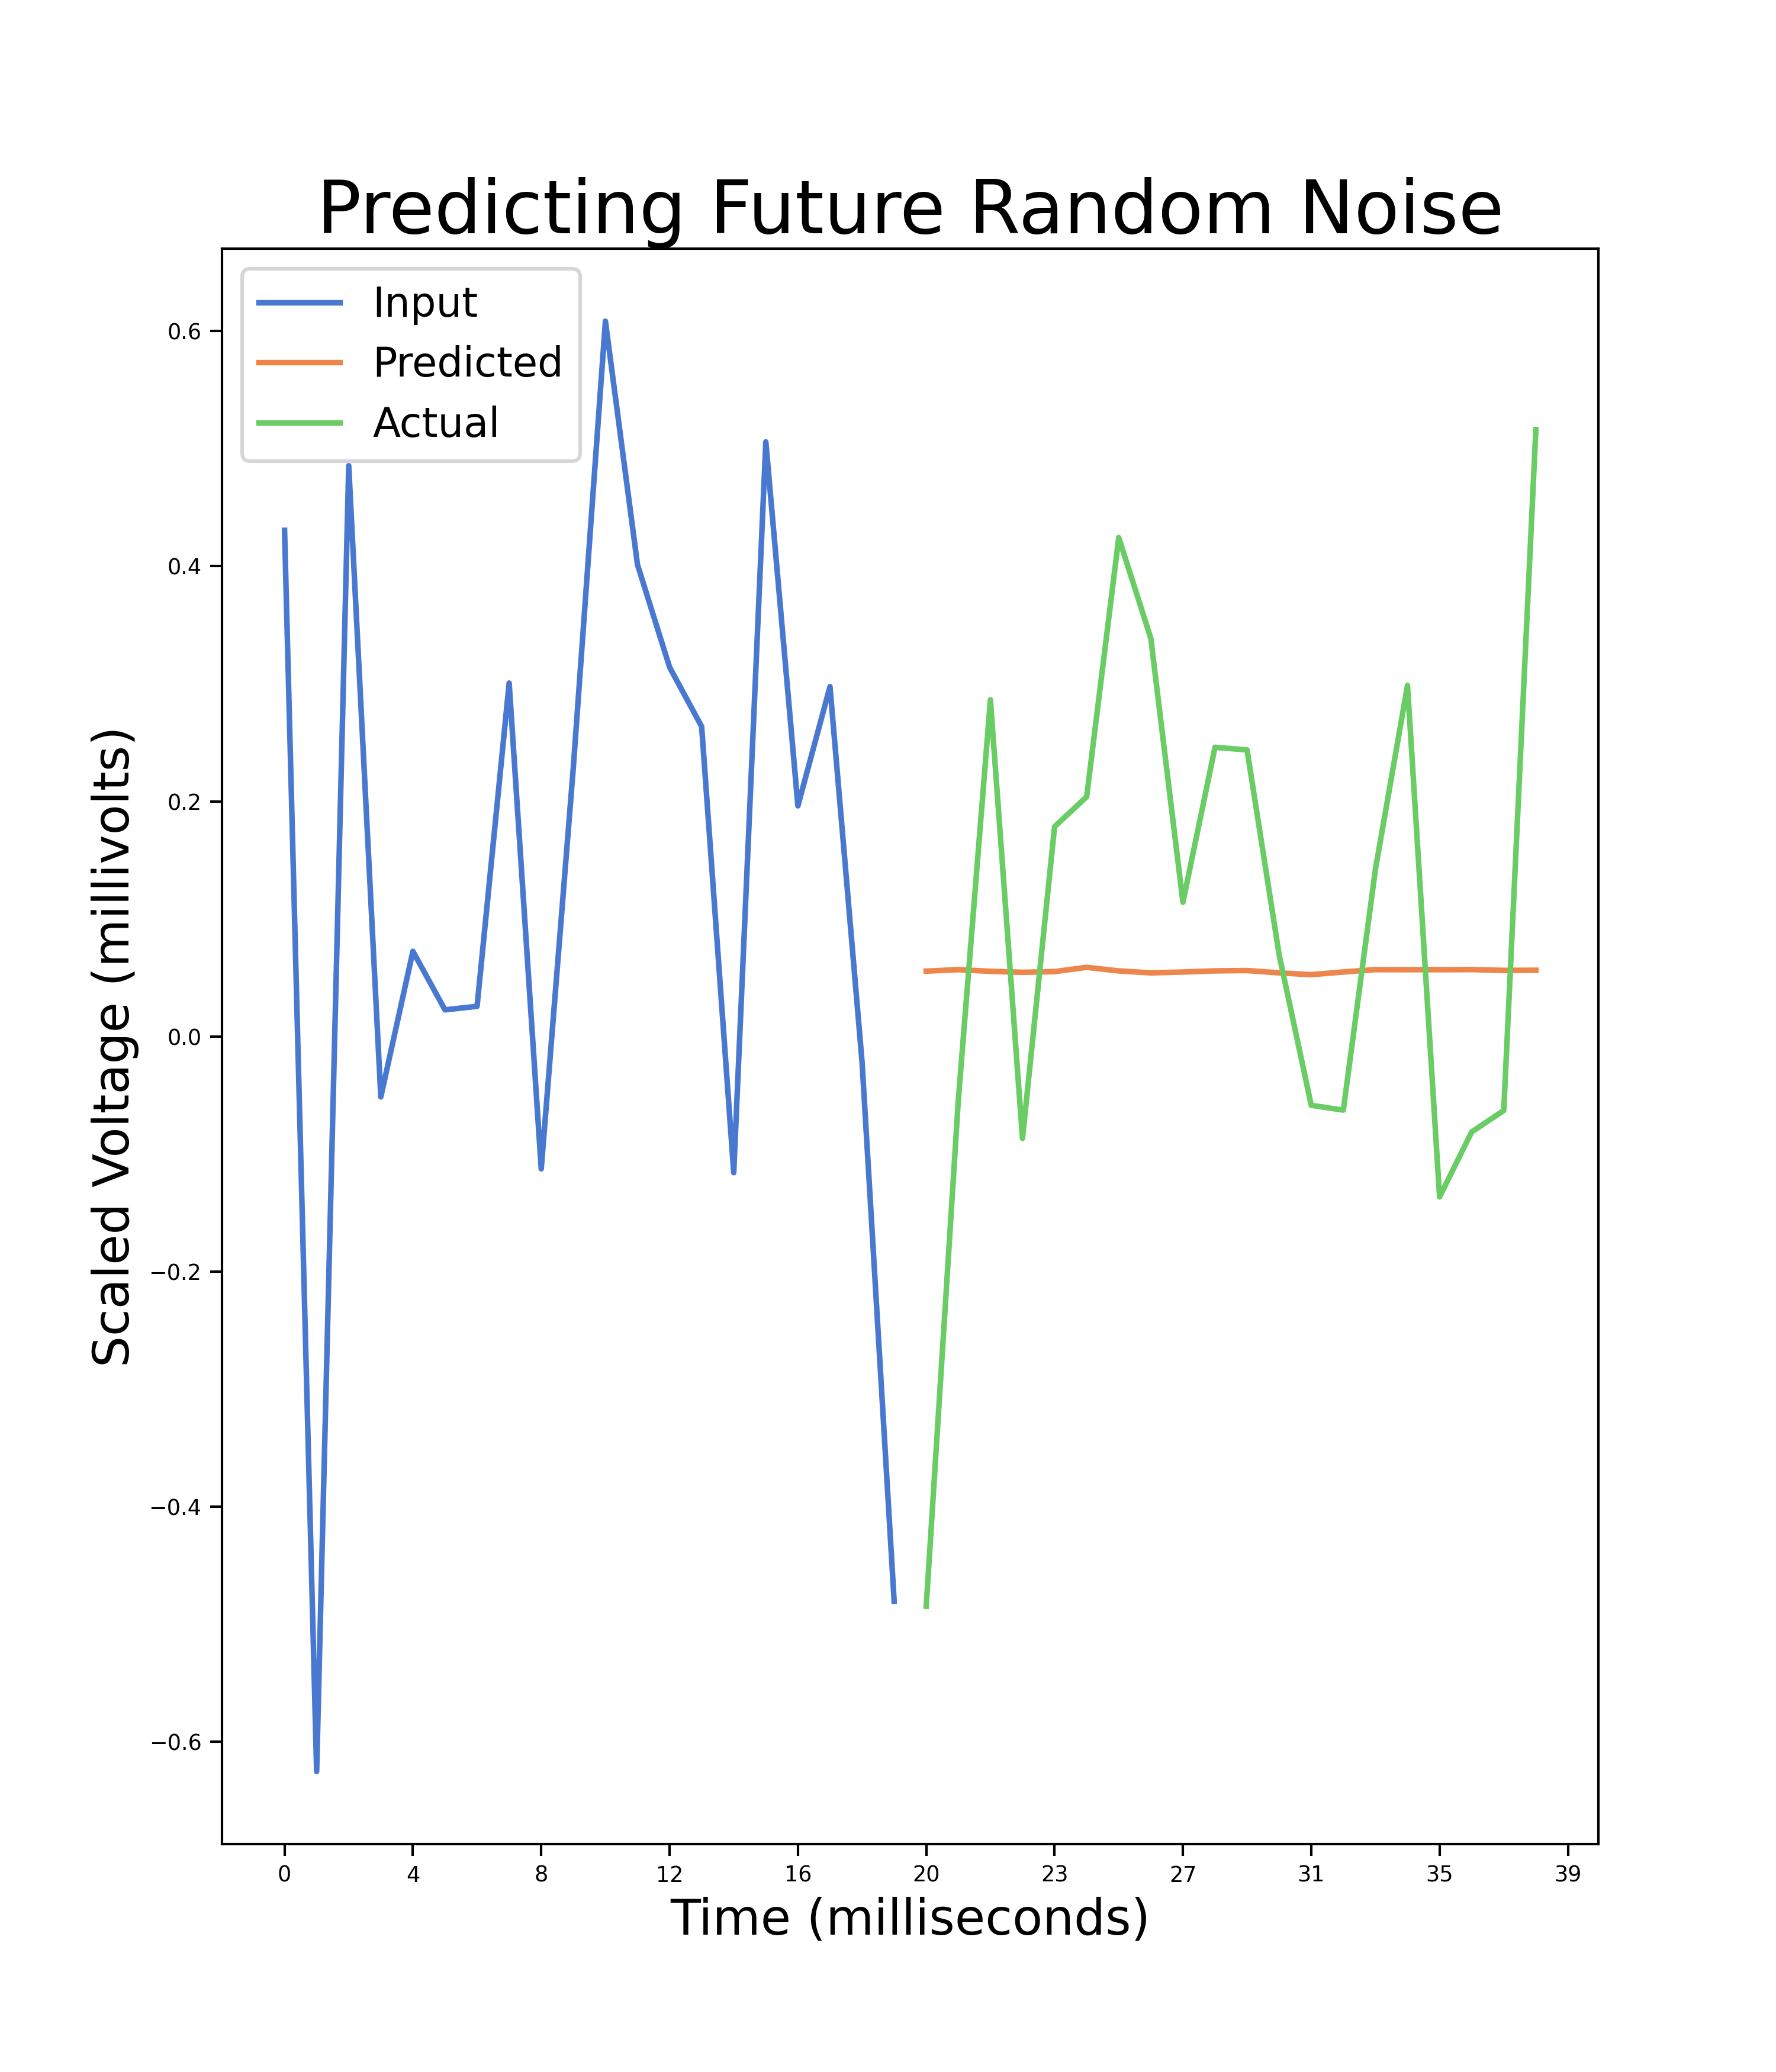 Predicting Future Random Noise
Input
Predicted
Actual
Scaled Voltage (millivolts)
0.6
0.4
0.2
0.0
−0.2
−0.4
−0.6
0 4 8 12 16 20 23 27 31 35 39
Time (milliseconds)